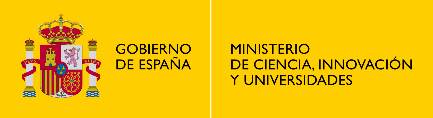 GOBIERNO
DE ESPAÑA
MINISTERIO
DE CIENCIA, INNOVACIÓN
Y UNIVERSIDADES